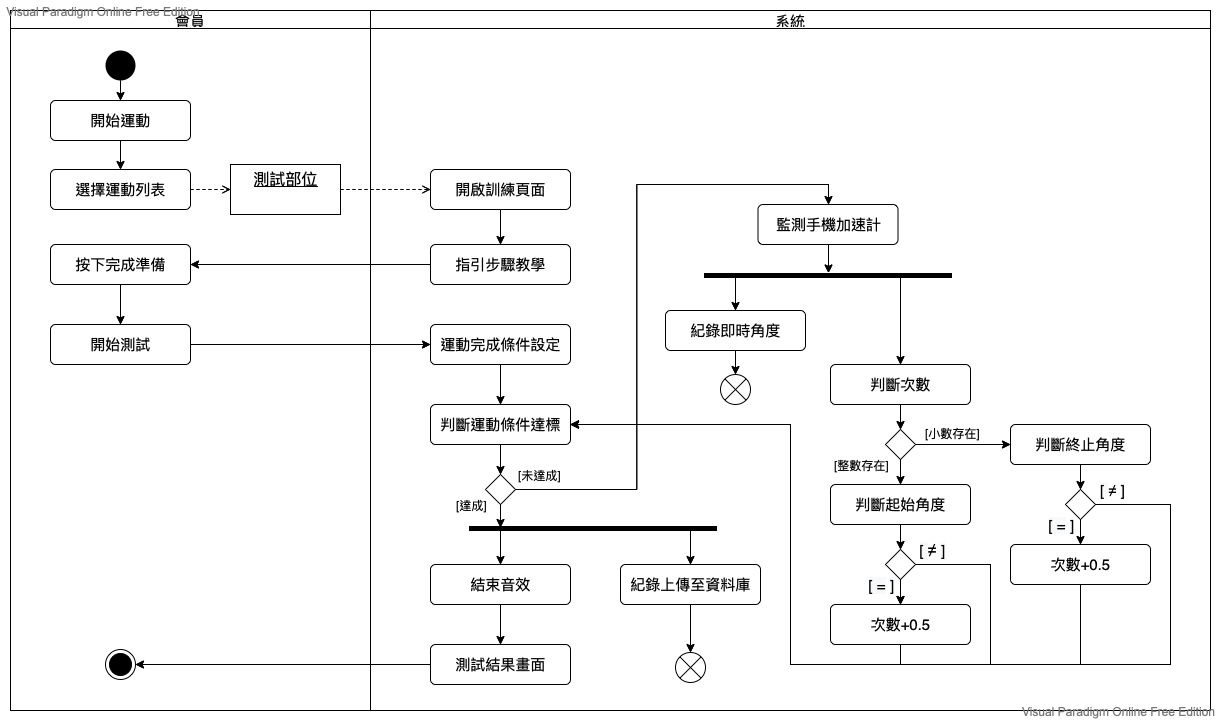 Visual Paradigm Online Free Edition
會員
系統
開始運動
選擇運動列表
測試部位
開啟訓練頁面
監測手機加速計
按下完成準備
指引步驟教學
紀錄即時角度
開始測試
運動完成條件設定
判斷次數
判斷運動條件達標
[小數存在]
判斷終止角度
[未達成]
[整數存在]
[達成]
判斷起始角度
[ ≠ ]
[ = ]
[ ≠ ]
次數+0.5
結束音效
紀錄上傳至資料庫
[ = ]
次數+0.5
測試結果畫面
Visual Paradigm Online Free Edition